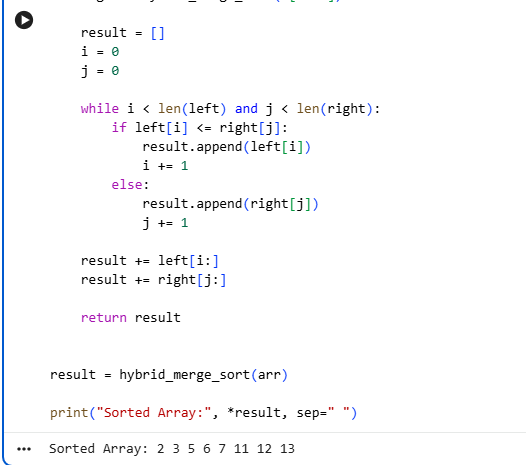 result = []
i = 0
j = 0
while i < len(left) and j < len(right):
if left[i] <= right[j]:
result.append(left[i])
i += 1
else:
result.append(right[j])
j += 1
result += left[i:]
result += right[j:]
return result
result = hybrid_merge_sort(arr)
print("Sorted Array:", *result, sep=" ")
Sorted Array: 2 3 5 6 7 11 12 13